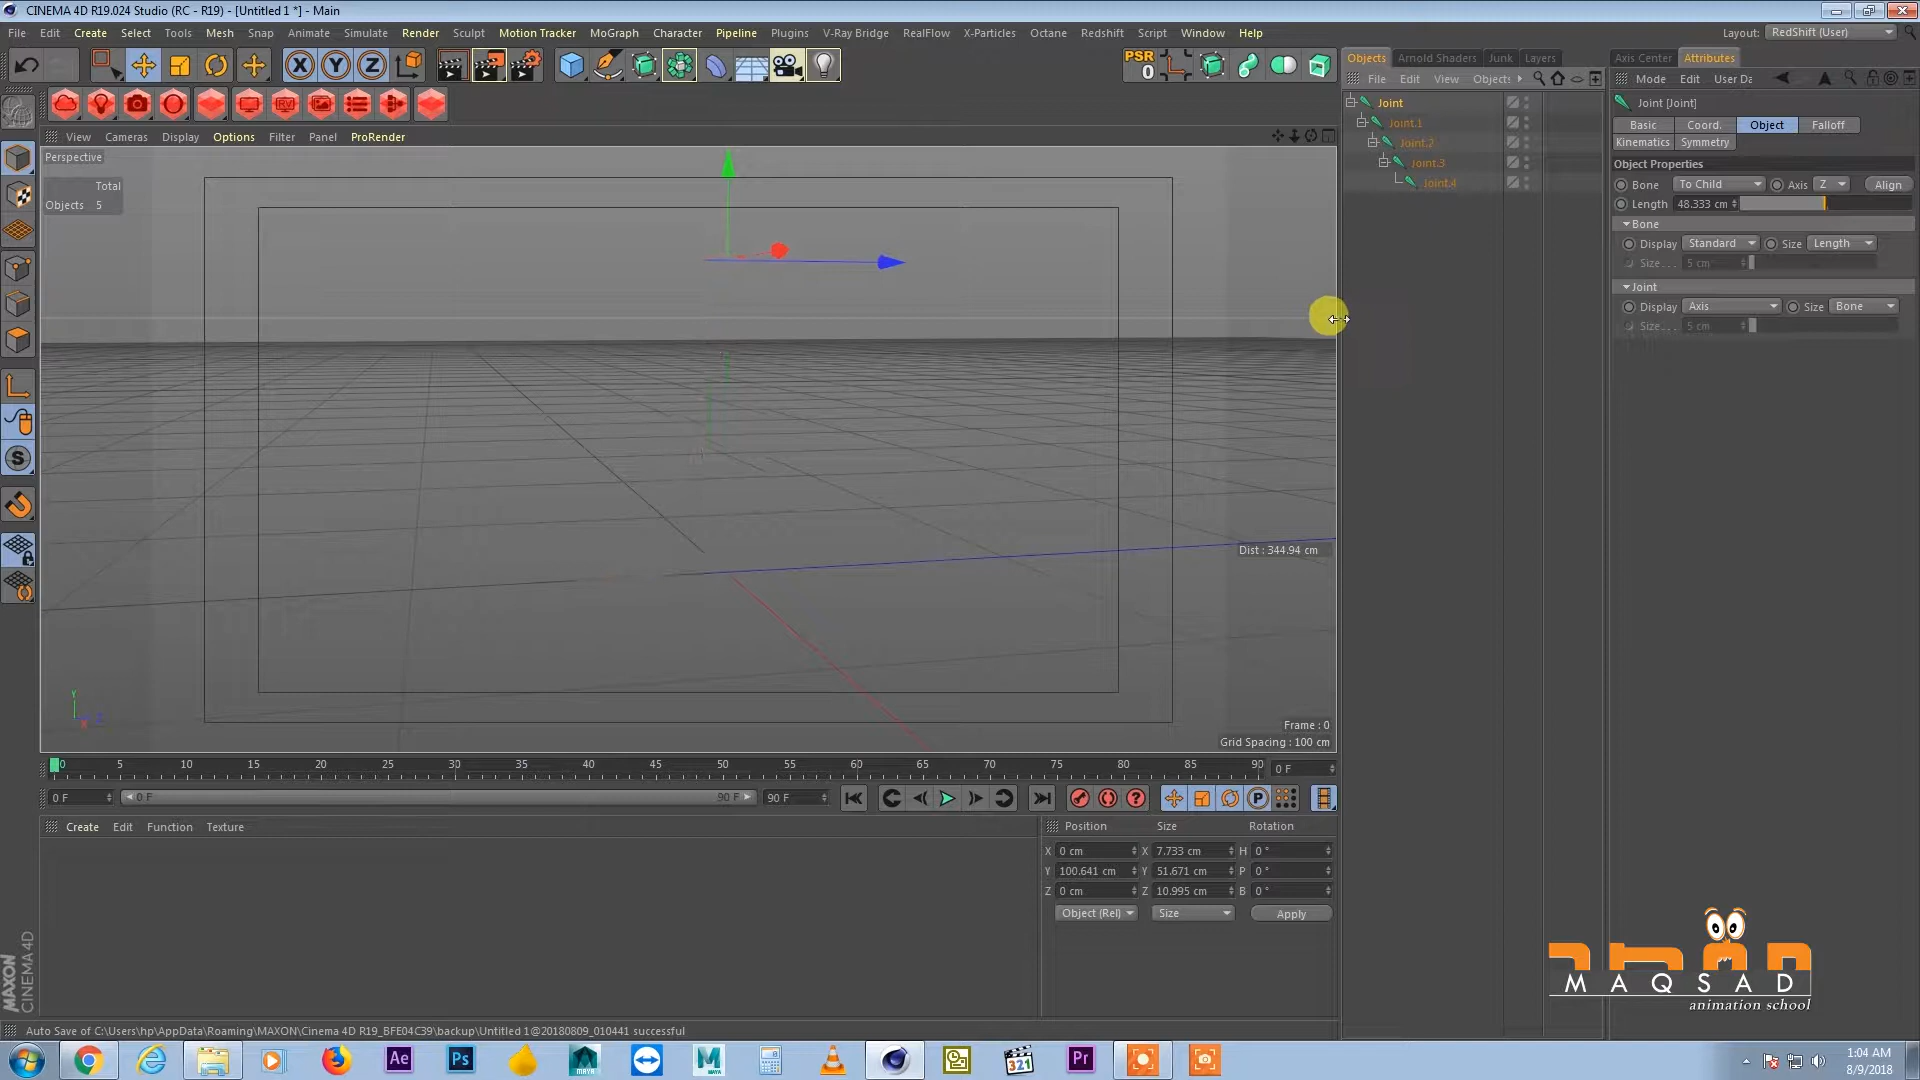 CINEMA 4D R19.024 Studio (RC - R19) - [Untitled 1 *] - Main
File Edit Create Select Tools Mesh Snap Animate Simulate Render Sculpt Motion Tracker MoGraph Character Pipeline Plugins V-Ray Bridge RealFlow X-Particles Octane Redshift Script Window Help
Layout: RedShift (User)
X Y Z
PSR
0
RV
Objects Arnold Shaders Junk Layers
File Edit View Objects
Axis Center Attributes
Mode Edit User Da
View Cameras Display Options Filter Panel ProRender
Perspective
Total
Objects 5
Joint
Joint.1
Joint.2
Joint.3
Joint.4
Joint [Joint]
Basic Coord. Object Falloff
Kinematics Symmetry
Object Properties
Bone To Child Axis Z Align
Length 48.333 cm
Bone
Display Standard Size Length
Size... 5 cm
Joint
Display Axis Size Bone
Size... 5 cm
Dist : 344.94 cm
Y
Z
X
Frame : 0
Grid Spacing : 100 cm
0 5 10 15 20 25 30 35 40 45 50 55 60 65 70 75 80 85 90 0 F
0 F 0 F 90 F 90 F
Create Edit Function Texture
Position Size Rotation
X 0 cm X 7.733 cm H 0 °
Y 100.641 cm Y 51.671 cm P 0 °
Z 0 cm Z 10.995 cm B 0 °
Object (Rel) Size Apply
MAXON
CINEMA 4D
مقصد
MAQSAD
animation school
Auto Save of C:\Users\hp\AppData\Roaming\MAXON\Cinema 4D R19_BFE04C39\backup\Untitled 1@20180809_010441 successful
Ae Ps MAYA M MAYA 321 Pr
1:04 AM
8/9/2018